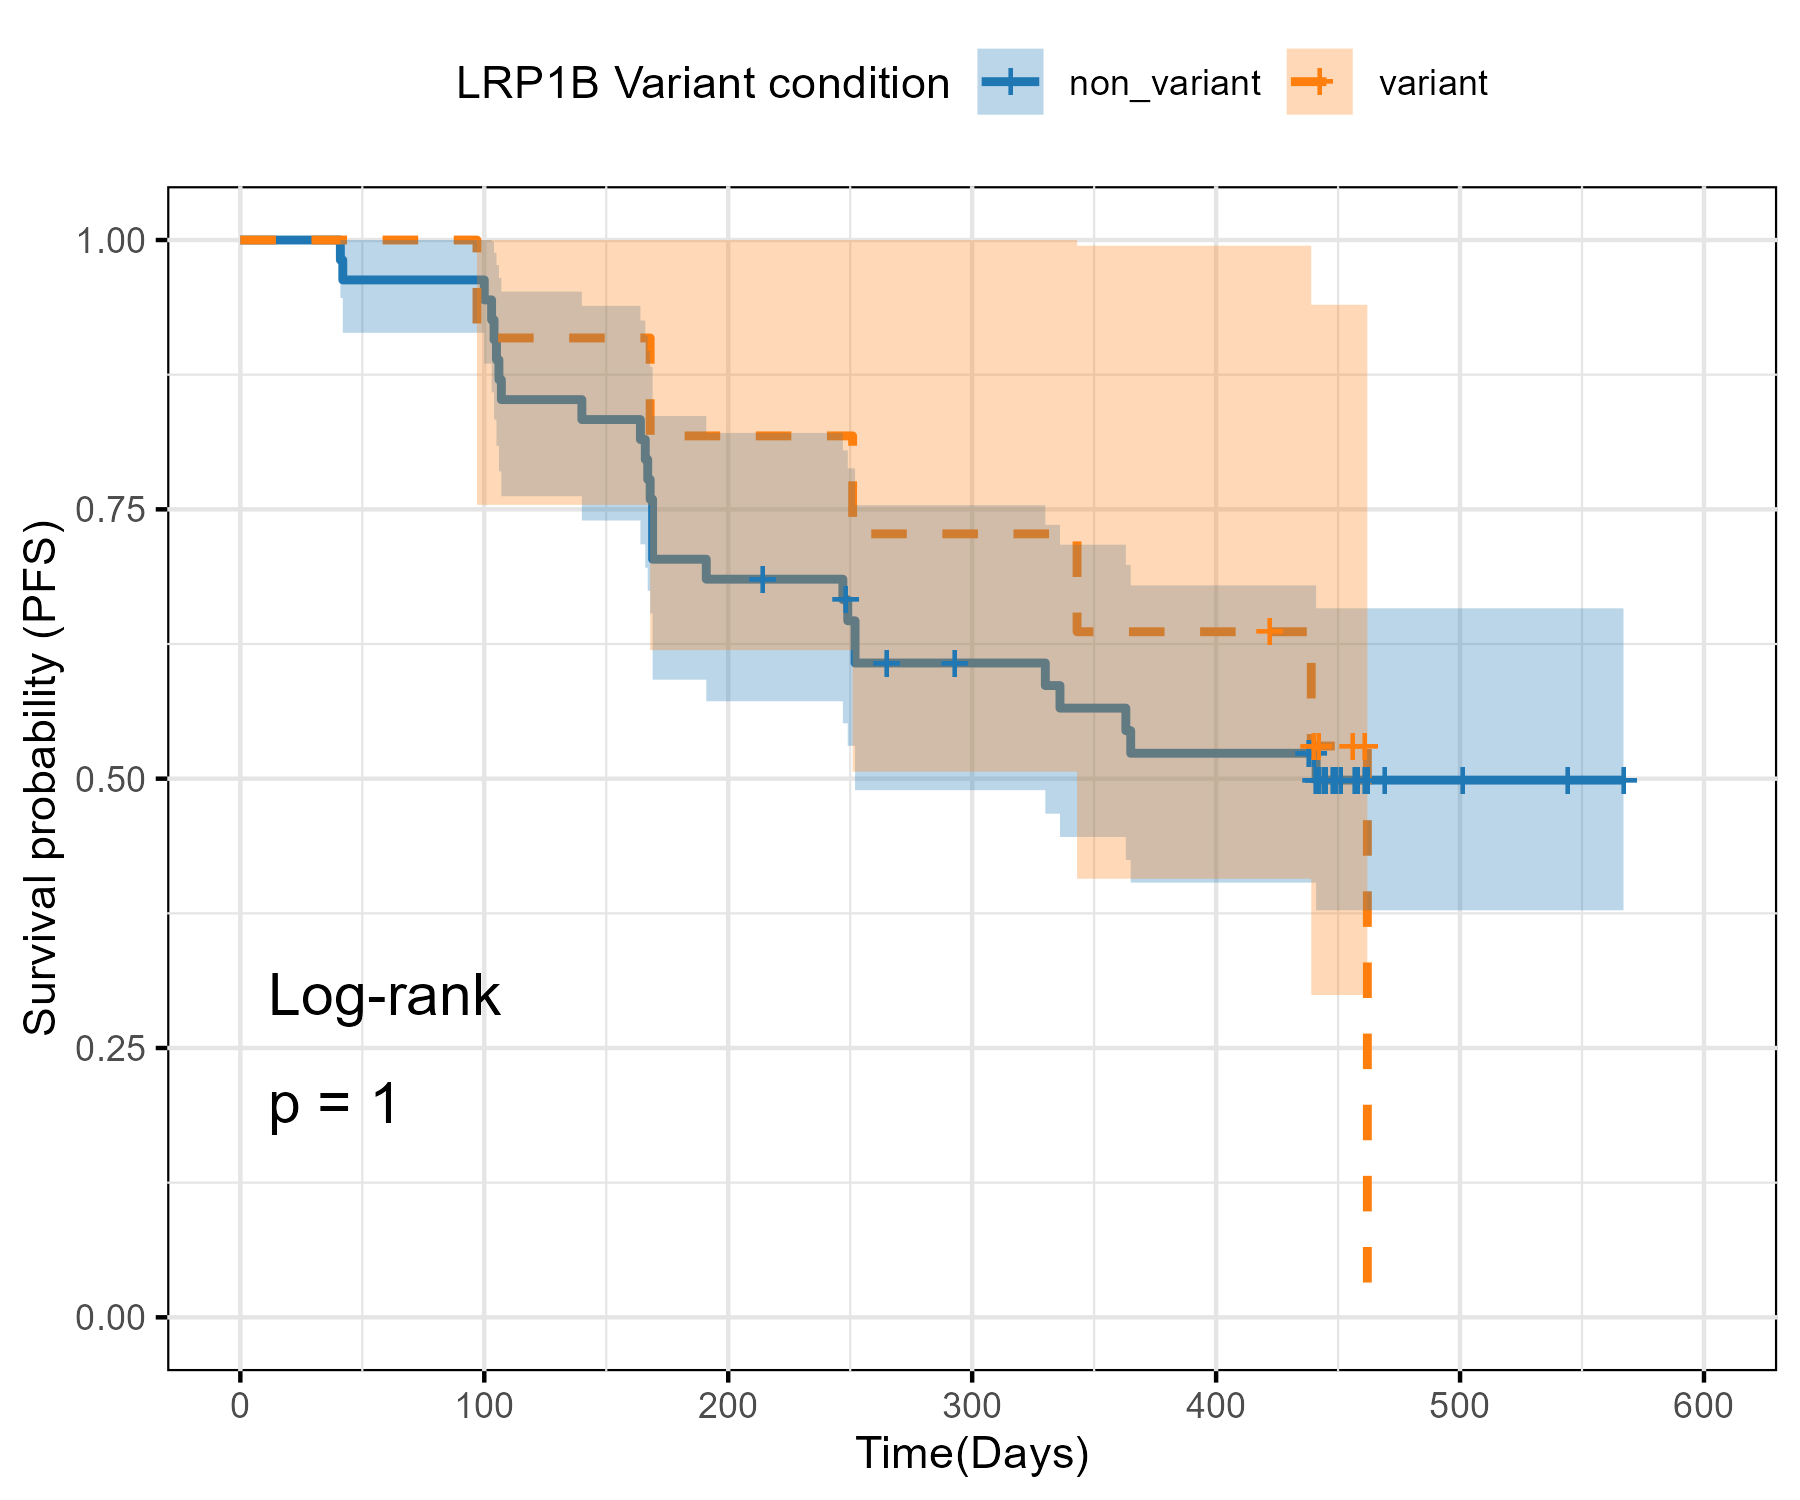 LRP1B Variant condition non_variant variant
Survival probability (PFS)
1.00
0.75
0.50
0.25
0.00
Log-rank
p = 1
0 100 200 300 400 500 600
Time(Days)